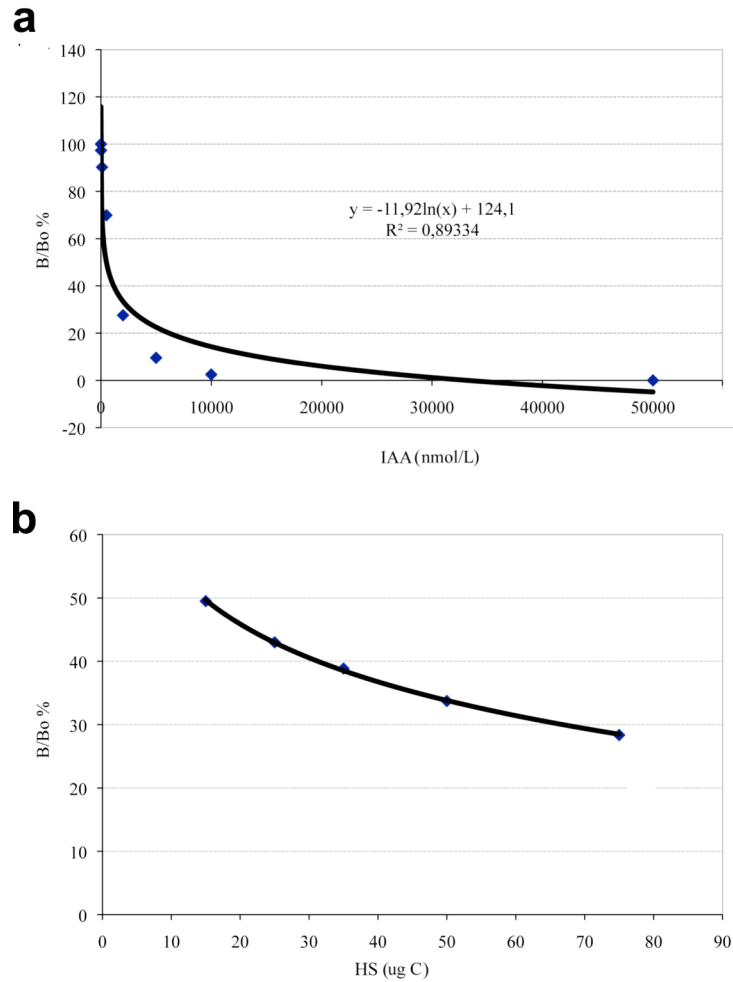 a
140
120
100
80
60
40
20
0
-20
B/Bo %
y = -11,92ln(x) + 124,1
R² = 0,89334
0 10000 20000 30000 40000 50000
IAA (nmol/L)
b
60
50
40
30
20
10
0
B/Bo %
0 10 20 30 40 50 60 70 80 90
HS (ug C)